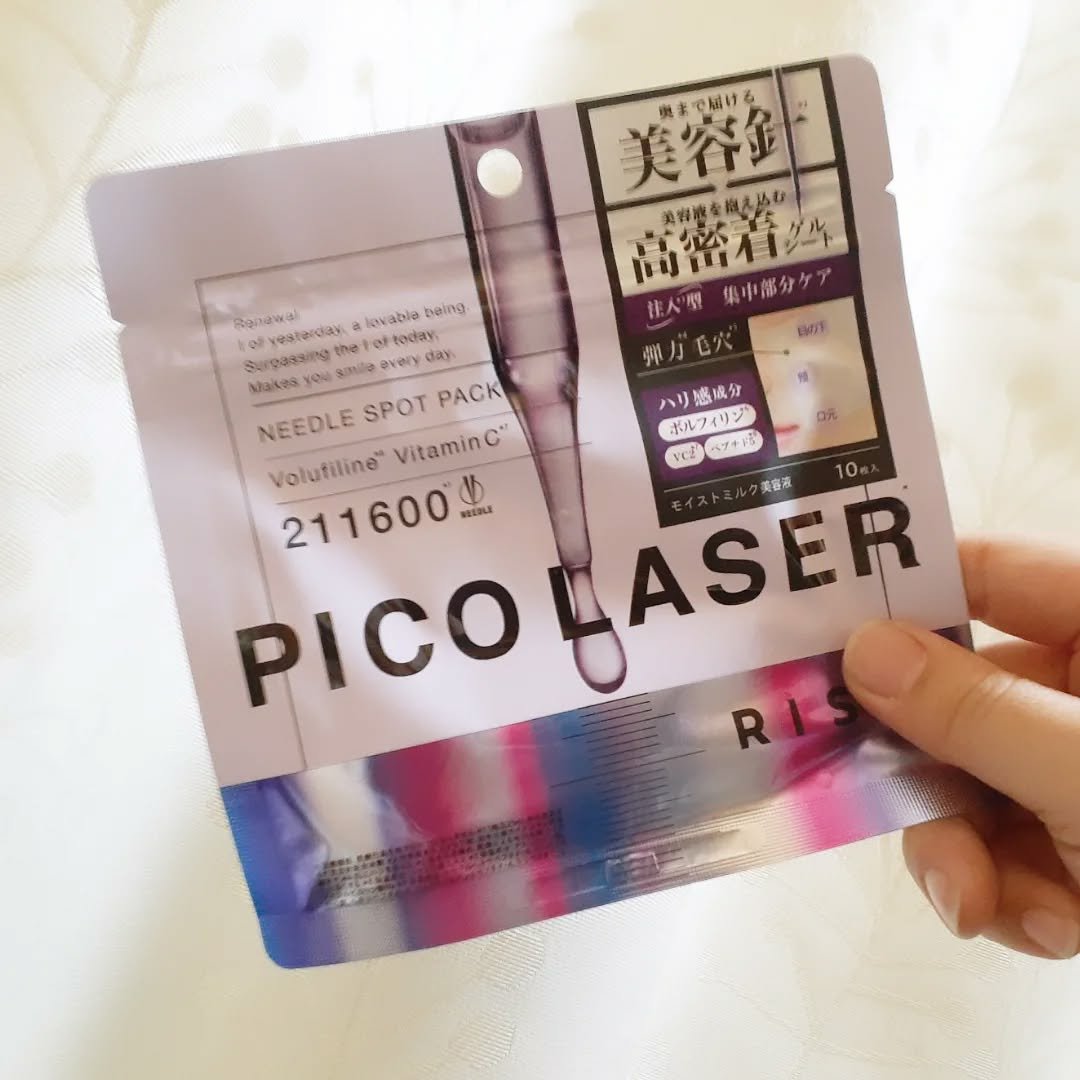 Renewal
I of yesterday, a lovable being.
Surpassing the I of today,
Makes you smile every day.
NEEDLE SPOT PACK
Volufiline Vitamin C
211600
NEEDLE
PICO LASER
RIS
奥まで届ける
美容針
美容液を抱え込む
高密着ゲルシート
注入型 集中部分ケア
弾力 毛穴
目の下
頬
口元
ハリ感成分
ボルフィリン
VC
ペプチド
モイストミルク美容液 10枚入